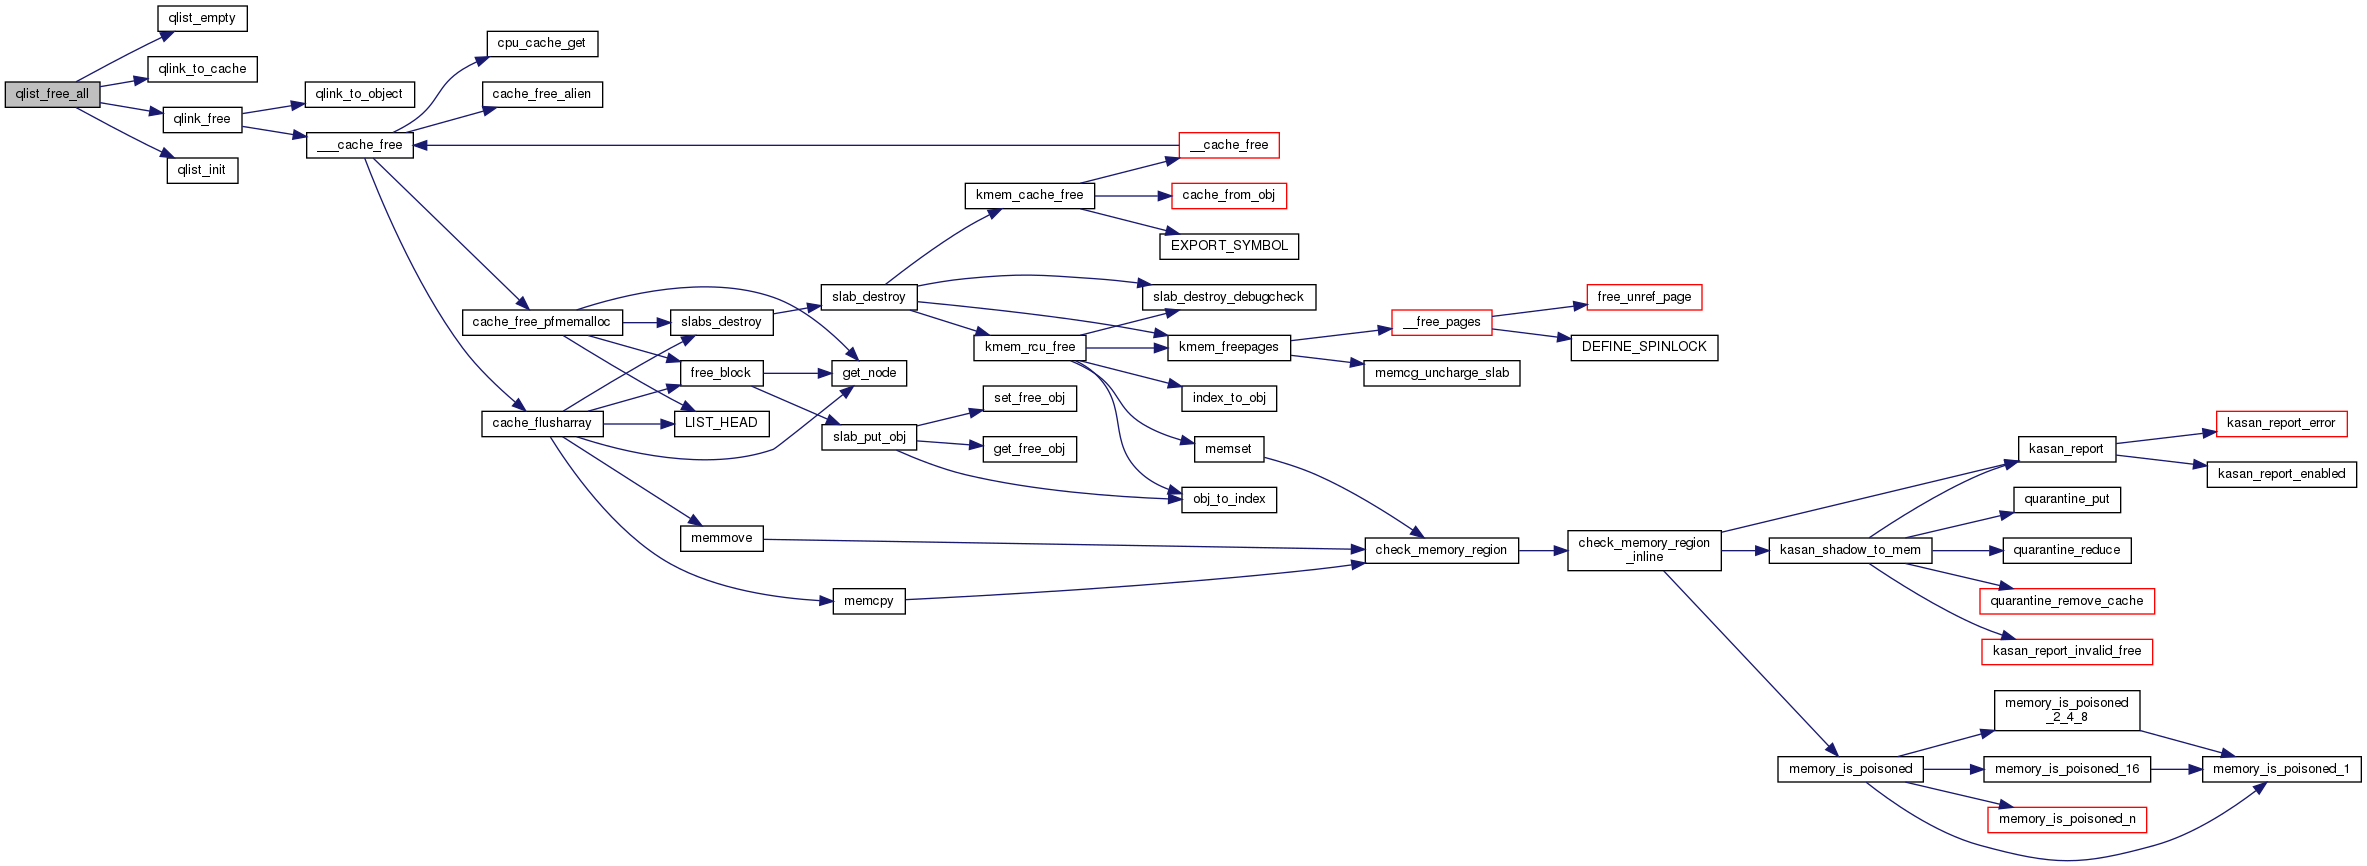 qlist_empty
cpu_cache_get
qlink_to_cache
qlist_free_all
qlink_to_object
cache_free_alien
qlink_free
___cache_free
__cache_free
qlist_init
kmem_cache_free
cache_from_obj
EXPORT_SYMBOL
slab_destroy
slab_destroy_debugcheck
free_unref_page
cache_free_pfmemalloc
slabs_destroy
__free_pages
kmem_rcu_free
kmem_freepages
DEFINE_SPINLOCK
free_block
get_node
memcg_uncharge_slab
set_free_obj
index_to_obj
cache_flusharray
LIST_HEAD
kasan_report_error
slab_put_obj
get_free_obj
memset
kasan_report
kasan_report_enabled
obj_to_index
quarantine_put
memmove
check_memory_region
check_memory_region
_inline
kasan_shadow_to_mem
quarantine_reduce
memcpy
quarantine_remove_cache
kasan_report_invalid_free
memory_is_poisoned
_2_4_8
memory_is_poisoned
memory_is_poisoned_16
memory_is_poisoned_1
memory_is_poisoned_n